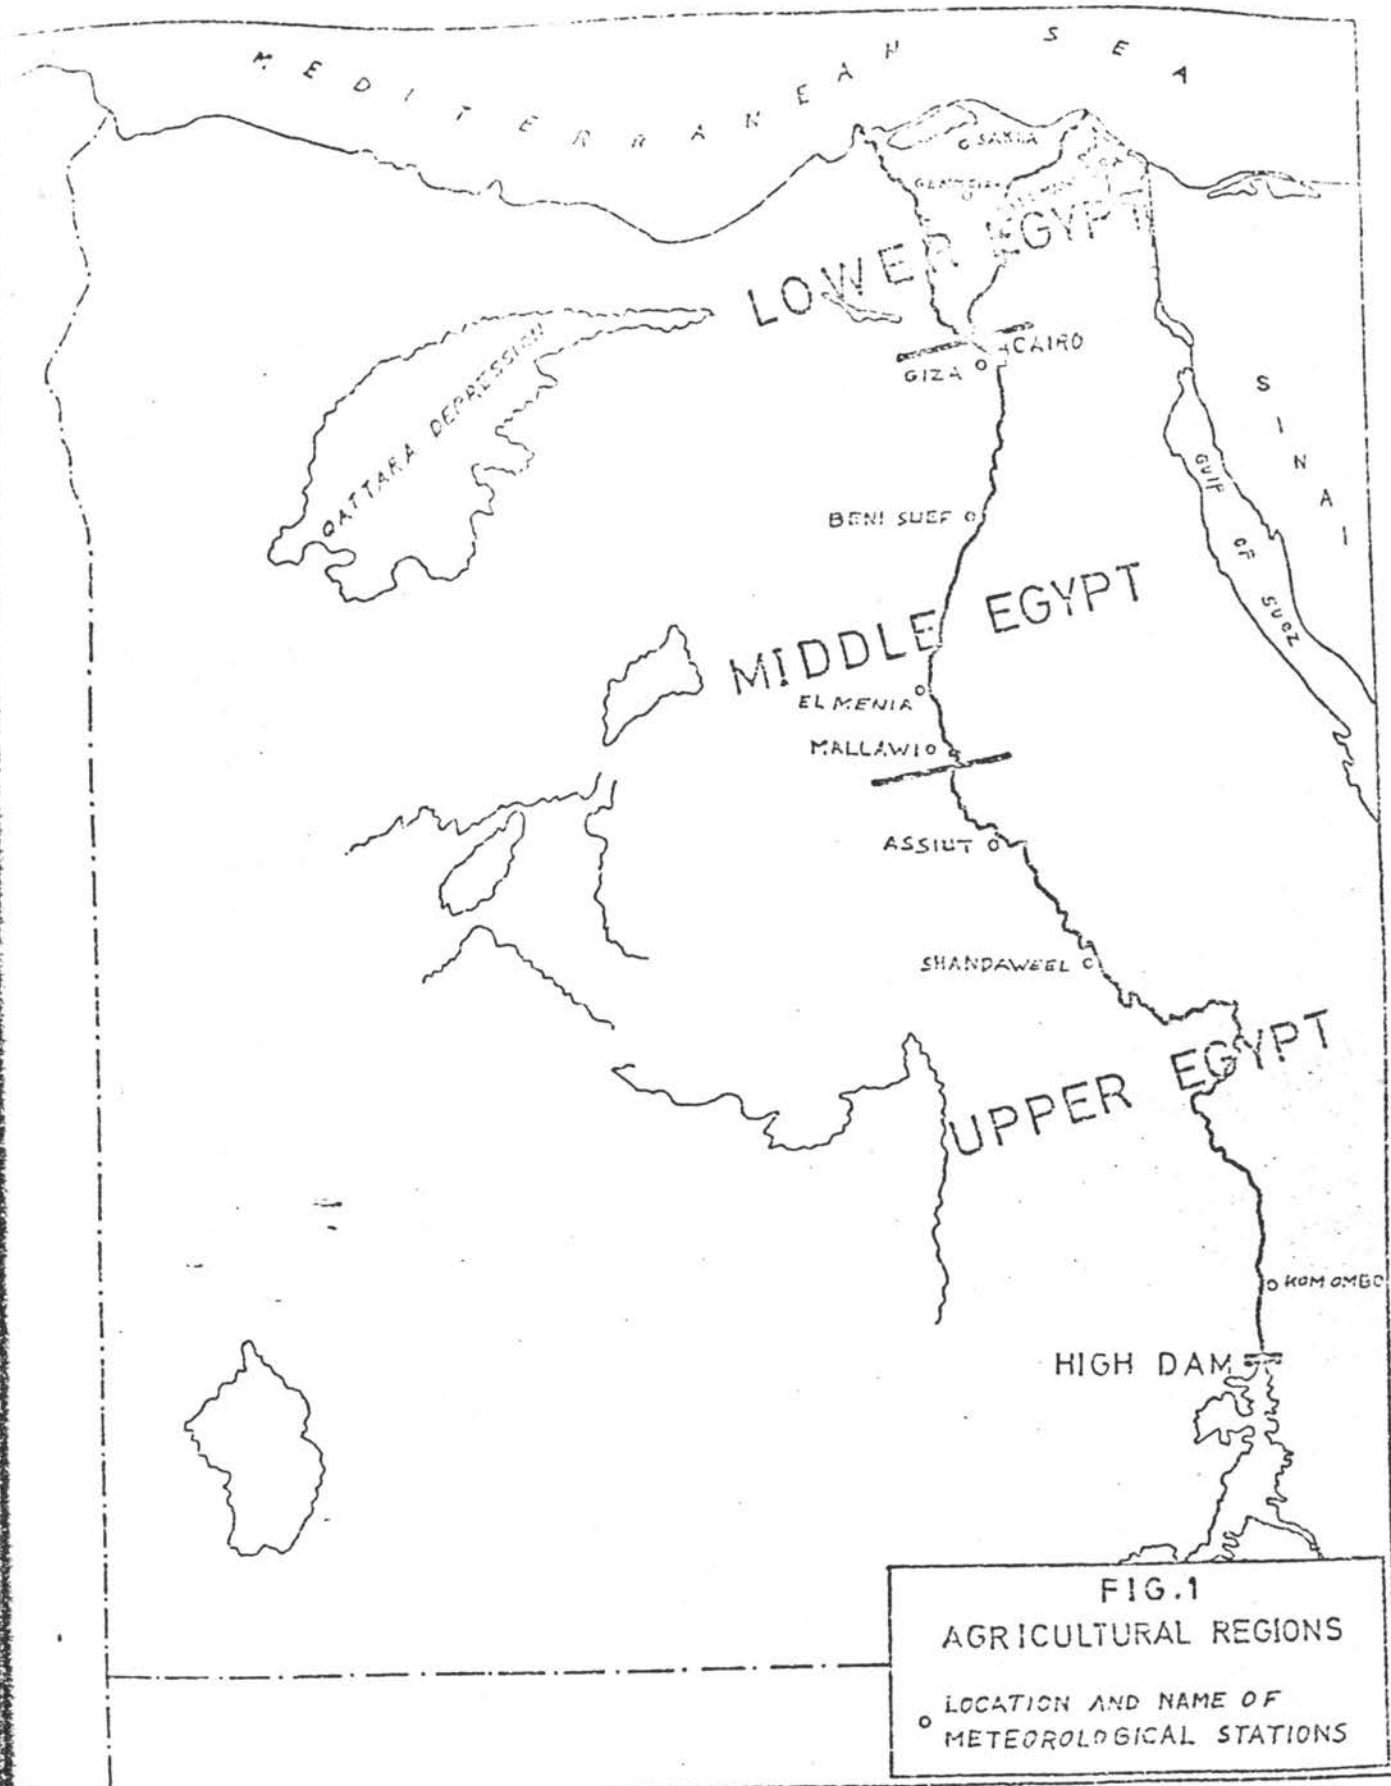 MEDITERRANEAN SEA
SAKHA
LOWER EGYPT
CAIRO
GIZA
QATTARA DEPRESSION
SINAI
GULF OF SUEZ
BENI SUEF
MIDDLE EGYPT
EL MENIA
MALLAWI
ASSIUT
SHANDAWEEL
UPPER EGYPT
KOM OMBO
HIGH DAM
FIG.1
AGRICULTURAL REGIONS
LOCATION AND NAME OF
METEOROLOGICAL STATIONS